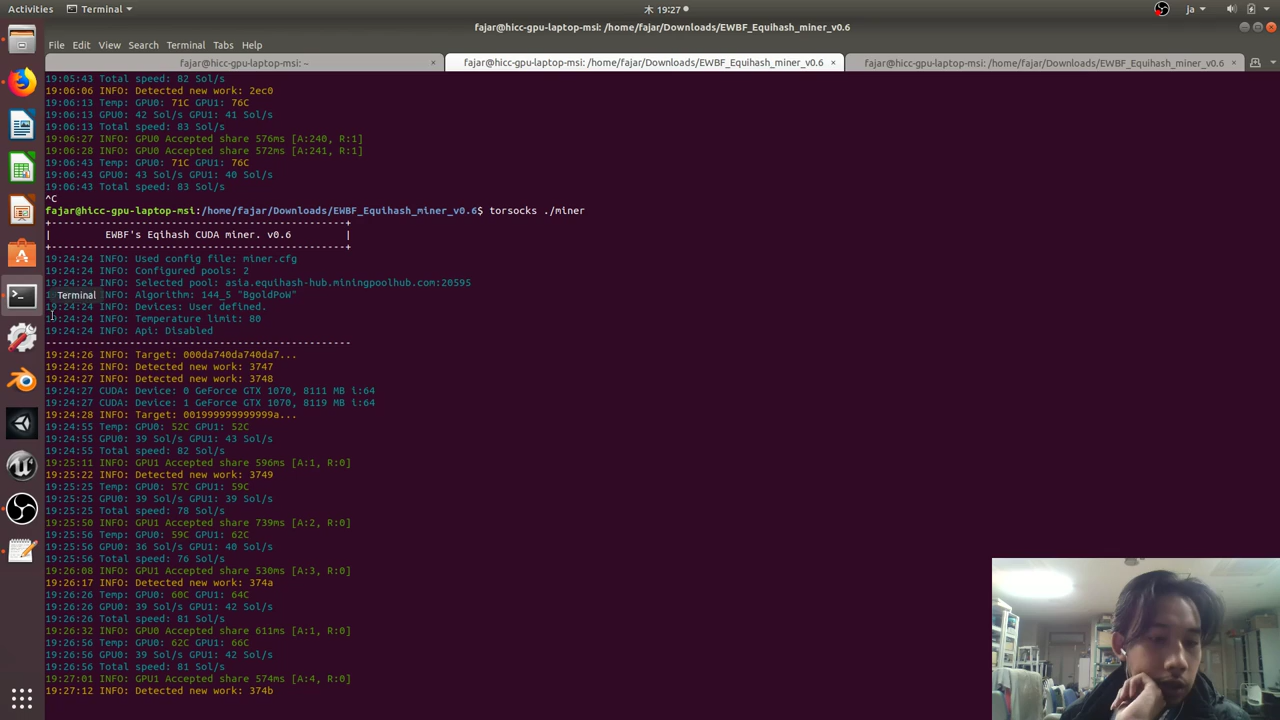 Activities Terminal 木 19:27 ja
fajar@hicc-gpu-laptop-msi: /home/fajar/Downloads/EWBF_Equihash_miner_v0.6
File Edit View Search Terminal Tabs Help
fajar@hicc-gpu-laptop-msi: ~ × fajar@hicc-gpu-laptop-msi: /home/fajar/Downloads/EWBF_Equihash_miner_v0.6 × fajar@hicc-gpu-laptop-msi: /home/fajar/Downloads/EWBF_Equihash_miner_v0.6 ×
19:05:43 Total speed: 82 Sol/s
19:06:06 INFO: Detected new work: 2ec0
19:06:13 Temp: GPU0: 71C GPU1: 76C
19:06:13 GPU0: 42 Sol/s GPU1: 41 Sol/s
19:06:13 Total speed: 83 Sol/s
19:06:27 INFO: GPU0 Accepted share 576ms [A:240, R:1]
19:06:28 INFO: GPU0 Accepted share 572ms [A:241, R:1]
19:06:43 Temp: GPU0: 71C GPU1: 76C
19:06:43 GPU0: 43 Sol/s GPU1: 40 Sol/s
19:06:43 Total speed: 83 Sol/s
^C
fajar@hicc-gpu-laptop-msi:/home/fajar/Downloads/EWBF_Equihash_miner_v0.6$ torsocks ./miner
+-------------------------------------------------+
| EWBF's Eqihash CUDA miner. v0.6 |
+-------------------------------------------------+
19:24:24 INFO: Used config file: miner.cfg
19:24:24 INFO: Configured pools: 2
19:24:24 INFO: Selected pool: asia.equihash-hub.miningpoolhub.com:20595
Terminal NFO: Algorithm: 144_5 "BgoldPoW"
19:24:24 INFO: Devices: User defined.
19:24:24 INFO: Temperature limit: 80
19:24:24 INFO: Api: Disabled
---------------------------------------------------
19:24:26 INFO: Target: 000da740da740da7...
19:24:26 INFO: Detected new work: 3747
19:24:27 INFO: Detected new work: 3748
19:24:27 CUDA: Device: 0 GeForce GTX 1070, 8111 MB i:64
19:24:27 CUDA: Device: 1 GeForce GTX 1070, 8119 MB i:64
19:24:28 INFO: Target: 001999999999999a...
19:24:55 Temp: GPU0: 52C GPU1: 52C
19:24:55 GPU0: 39 Sol/s GPU1: 43 Sol/s
19:24:55 Total speed: 82 Sol/s
19:25:11 INFO: GPU1 Accepted share 596ms [A:1, R:0]
19:25:22 INFO: Detected new work: 3749
19:25:25 Temp: GPU0: 57C GPU1: 59C
19:25:25 GPU0: 39 Sol/s GPU1: 39 Sol/s
19:25:25 Total speed: 78 Sol/s
19:25:50 INFO: GPU1 Accepted share 739ms [A:2, R:0]
19:25:56 Temp: GPU0: 59C GPU1: 62C
19:25:56 GPU0: 36 Sol/s GPU1: 40 Sol/s
19:25:56 Total speed: 76 Sol/s
19:26:08 INFO: GPU1 Accepted share 530ms [A:3, R:0]
19:26:17 INFO: Detected new work: 374a
19:26:26 Temp: GPU0: 60C GPU1: 64C
19:26:26 GPU0: 39 Sol/s GPU1: 42 Sol/s
19:26:26 Total speed: 81 Sol/s
19:26:32 INFO: GPU0 Accepted share 611ms [A:1, R:0]
19:26:56 Temp: GPU0: 62C GPU1: 66C
19:26:56 GPU0: 39 Sol/s GPU1: 42 Sol/s
19:26:56 Total speed: 81 Sol/s
19:27:01 INFO: GPU1 Accepted share 574ms [A:4, R:0]
19:27:12 INFO: Detected new work: 374b